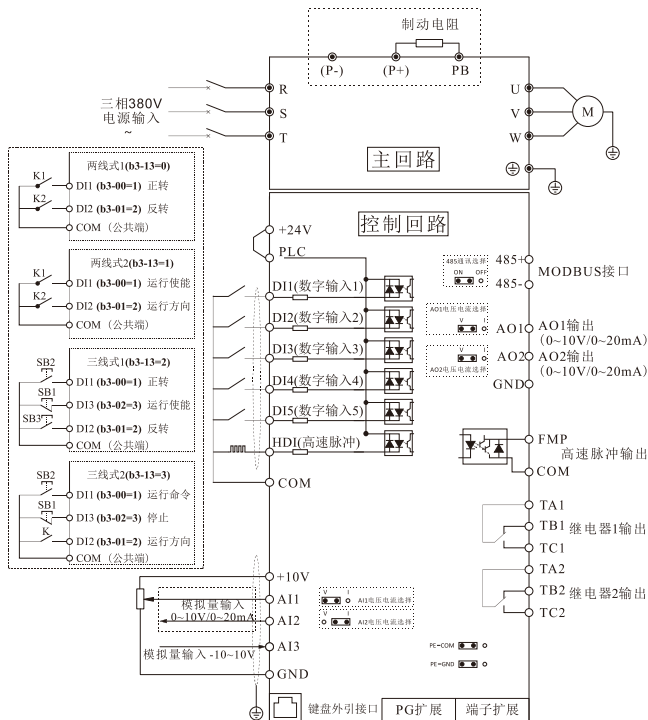 制动电阻
(P-) (P+) PB
R
S
T
三相380V
电源输入
~
U
V
W
M
主回路
K1
K2
两线式1(b3-13=0)
DI1 (b3-00=1) 正转
DI2 (b3-01=2) 反转
COM (公共端)
K1
K2
两线式2(b3-13=1)
DI1 (b3-00=1) 运行使能
DI2 (b3-01=2) 运行方向
COM (公共端)
SB2
SB1
SB3
三线式1(b3-13=2)
DI1 (b3-00=1) 正转
DI3 (b3-02=3) 运行使能
DI2 (b3-01=2) 反转
COM (公共端)
SB2
SB1
K
三线式2(b3-13=3)
DI1 (b3-00=1) 运行命令
DI3 (b3-02=3) 停止
DI2 (b3-01=2) 运行方向
COM (公共端)
控制回路
+24V
PLC
DI1(数字输入1)
DI2(数字输入2)
DI3(数字输入3)
DI4(数字输入4)
DI5(数字输入5)
HDI(高速脉冲)
COM
485通讯选择
ON OFF
485+
485-
MODBUS接口
AO1电压电流选择
V I
AO1 AO1输出
(0~10V/0~20mA)
V I
AO2电压电流选择
AO2 AO2输出
(0~10V/0~20mA)
GND
FMP
高速脉冲输出
COM
TA1
TB1 继电器1输出
TC1
TA2
TB2 继电器2输出
TC2
+10V
AI1
模拟量输入
0~10V/0~20mA
AI2
V I
AI1电压电流选择
V I
AI2电压电流选择
AI3
模拟量输入 -10~10V
GND
PE=COM
PE=GND
键盘外引接口
PG扩展
端子扩展